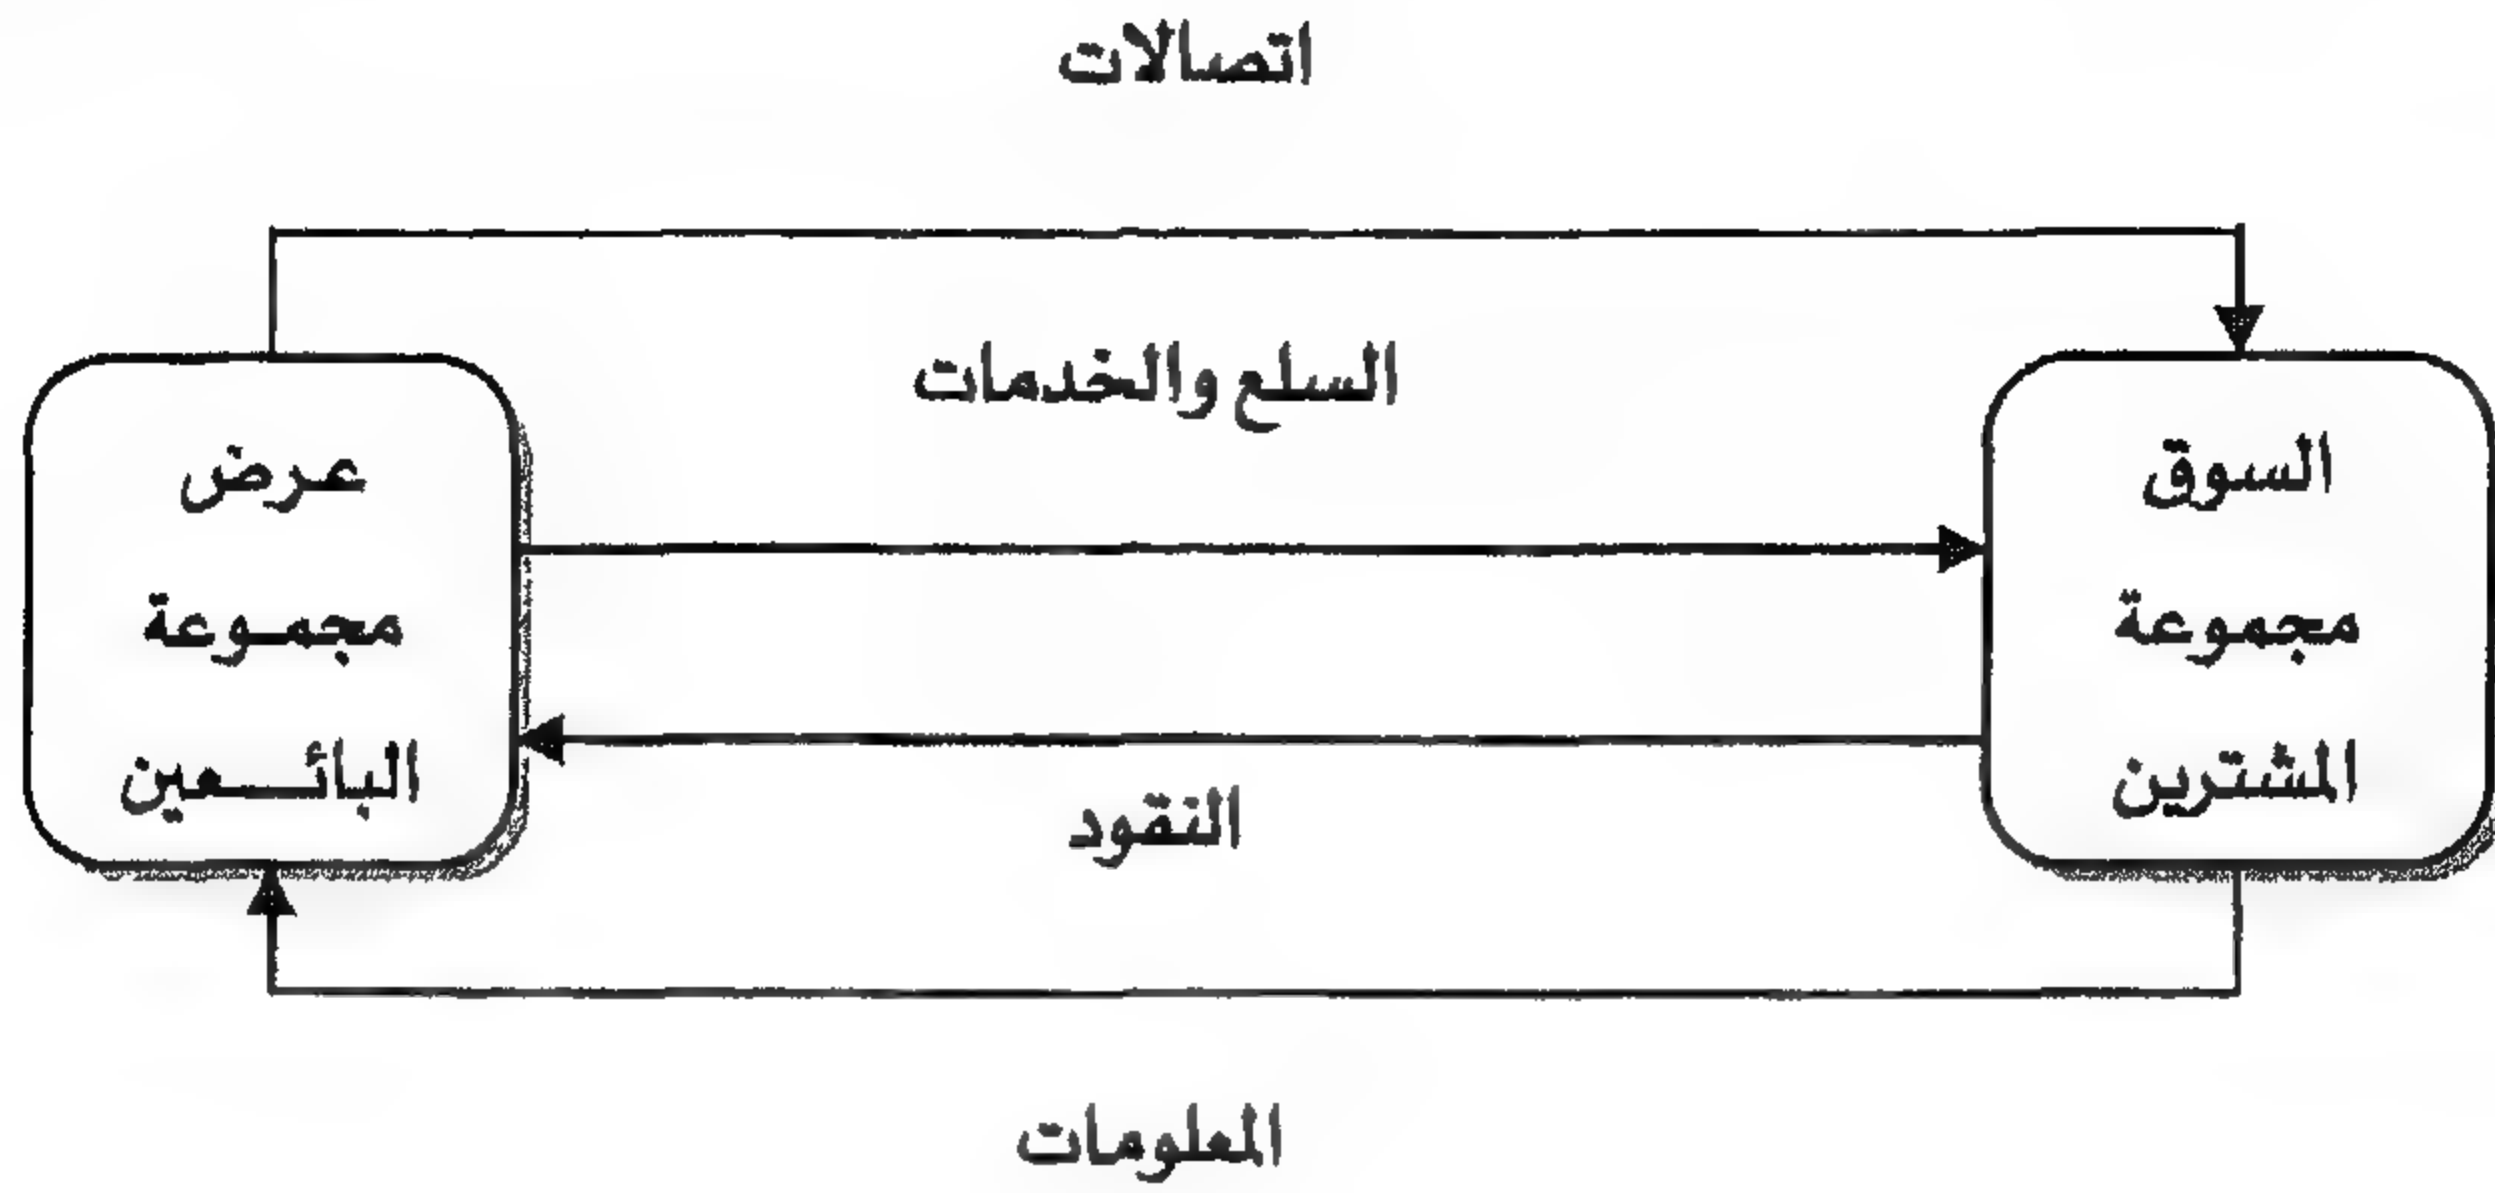 اتصالات
السلع والخدمات
السوق
مجموعة
المشترين
عرض
مجموعة
البائعين
النقود
المعلومات